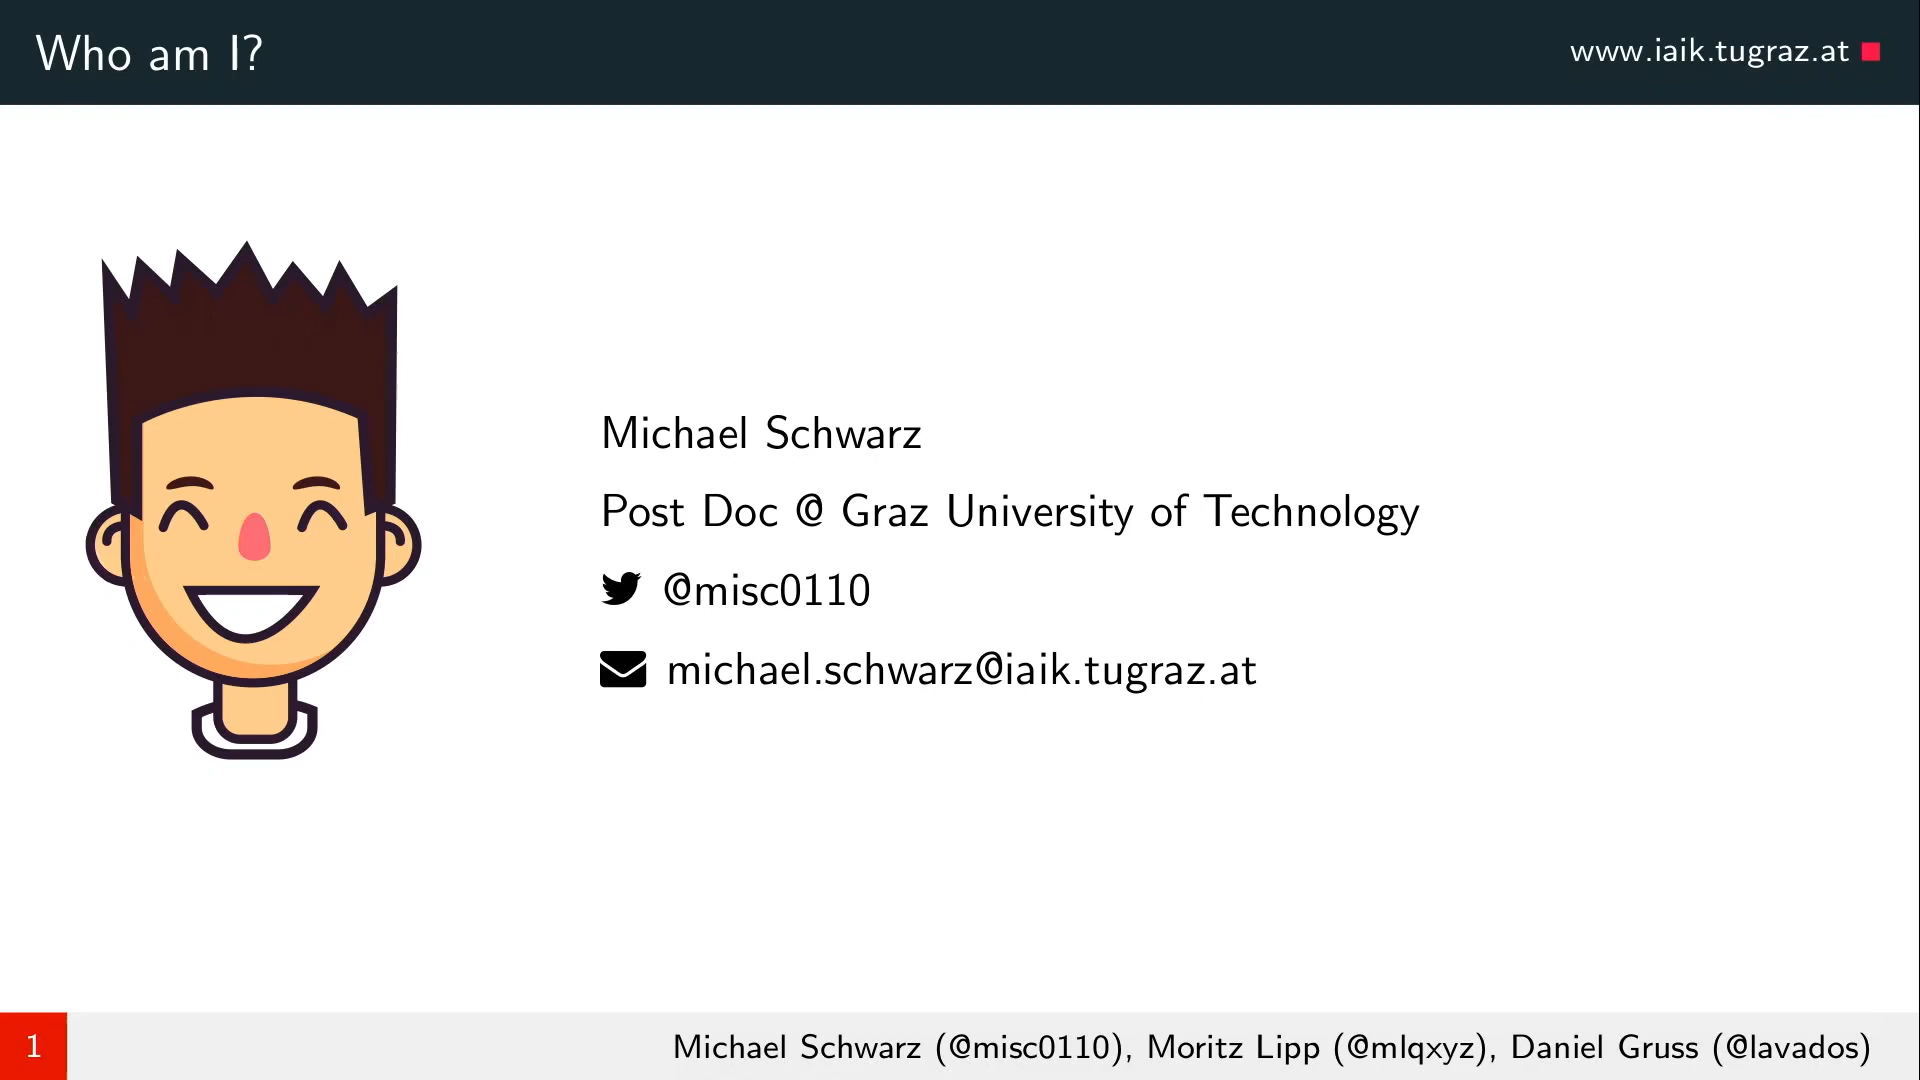 Who am I?
www.iaik.tugraz.at
Michael Schwarz
Post Doc @ Graz University of Technology
@misc0110
michael.schwarz@iaik.tugraz.at
1
Michael Schwarz (@misc0110), Moritz Lipp (@mlqxyz), Daniel Gruss (@lavados)